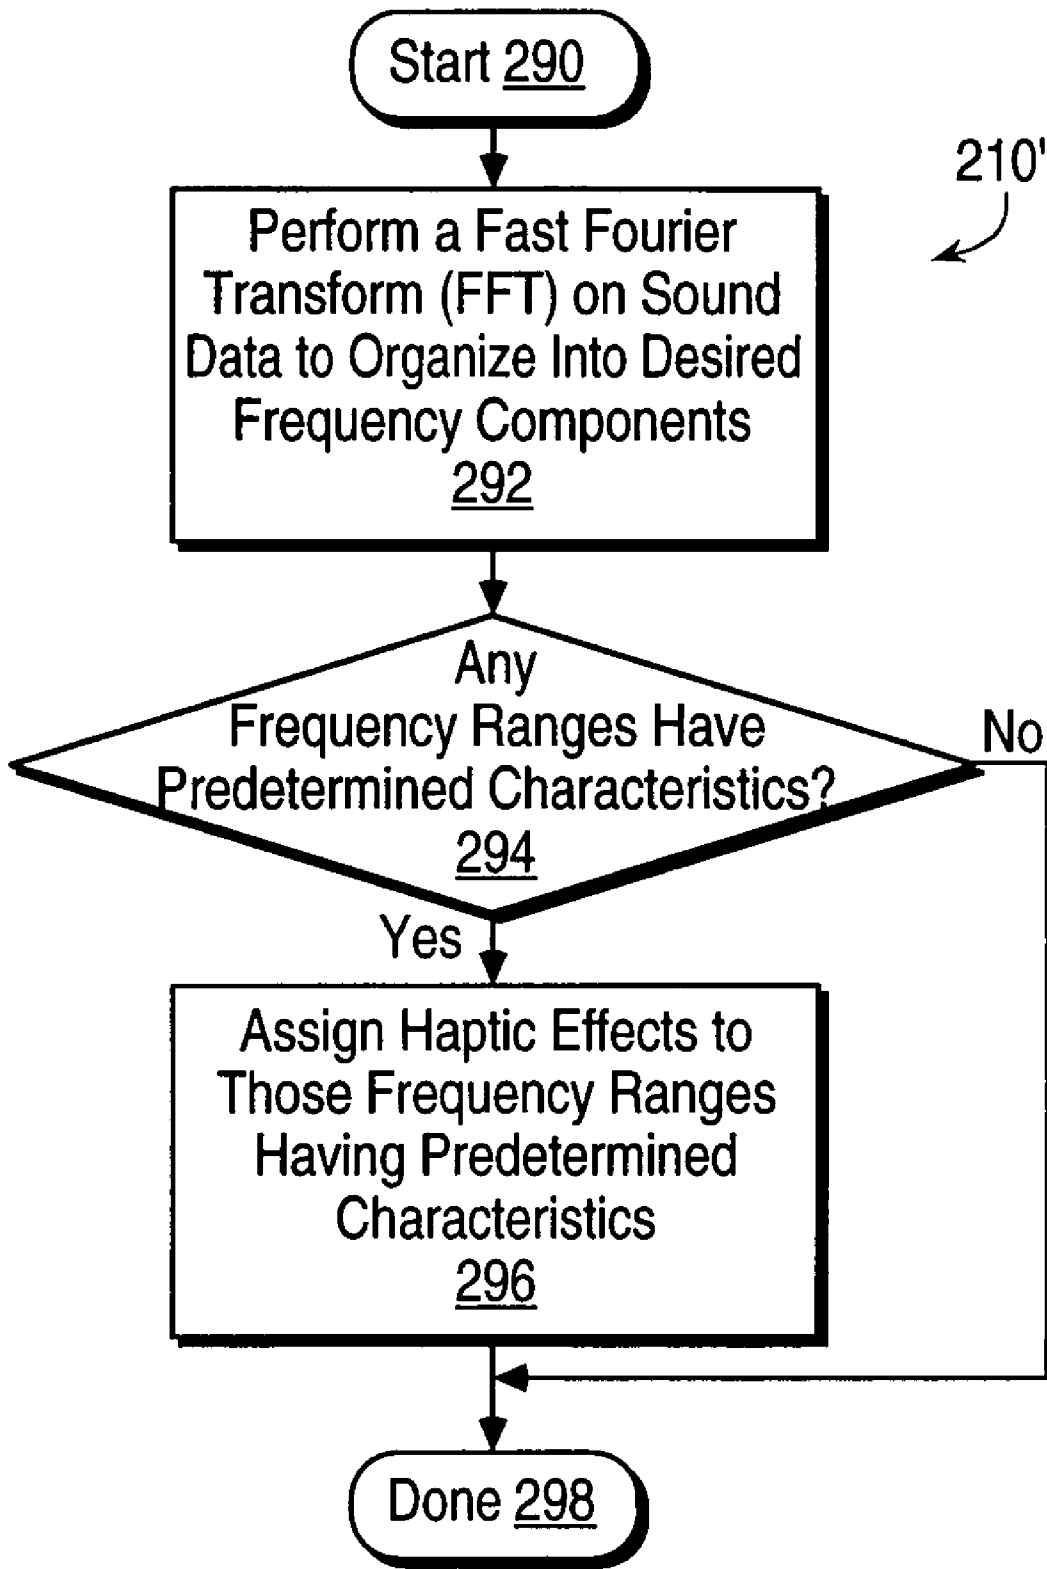 Start 290
210'
Perform a Fast Fourier
Transform (FFT) on Sound
Data to Organize Into Desired
Frequency Components
292
Any
Frequency Ranges Have
Predetermined Characteristics?
294
No
Yes
Assign Haptic Effects to
Those Frequency Ranges
Having Predetermined
Characteristics
296
Done 298